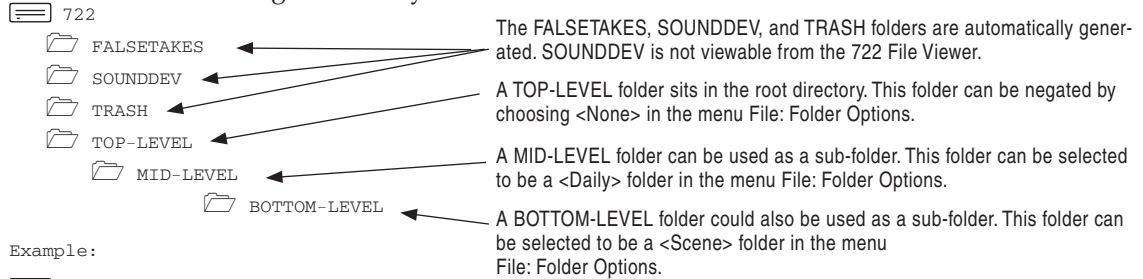 722
FALSETAKES
SOUNDDEV
TRASH
TOP-LEVEL
MID-LEVEL
BOTTOM-LEVEL
The FALSETAKES, SOUNDDEV, and TRASH folders are automatically gener-
ated. SOUNDDEV is not viewable from the 722 File Viewer.
A TOP-LEVEL folder sits in the root directory. This folder can be negated by
choosing <None> in the menu File: Folder Options.
A MID-LEVEL folder can be used as a sub-folder. This folder can be selected
to be a <Daily> folder in the menu File: Folder Options.
A BOTTOM-LEVEL folder could also be used as a sub-folder. This folder can
be selected to be a <Scene> folder in the menu
File: Folder Options.
Example: